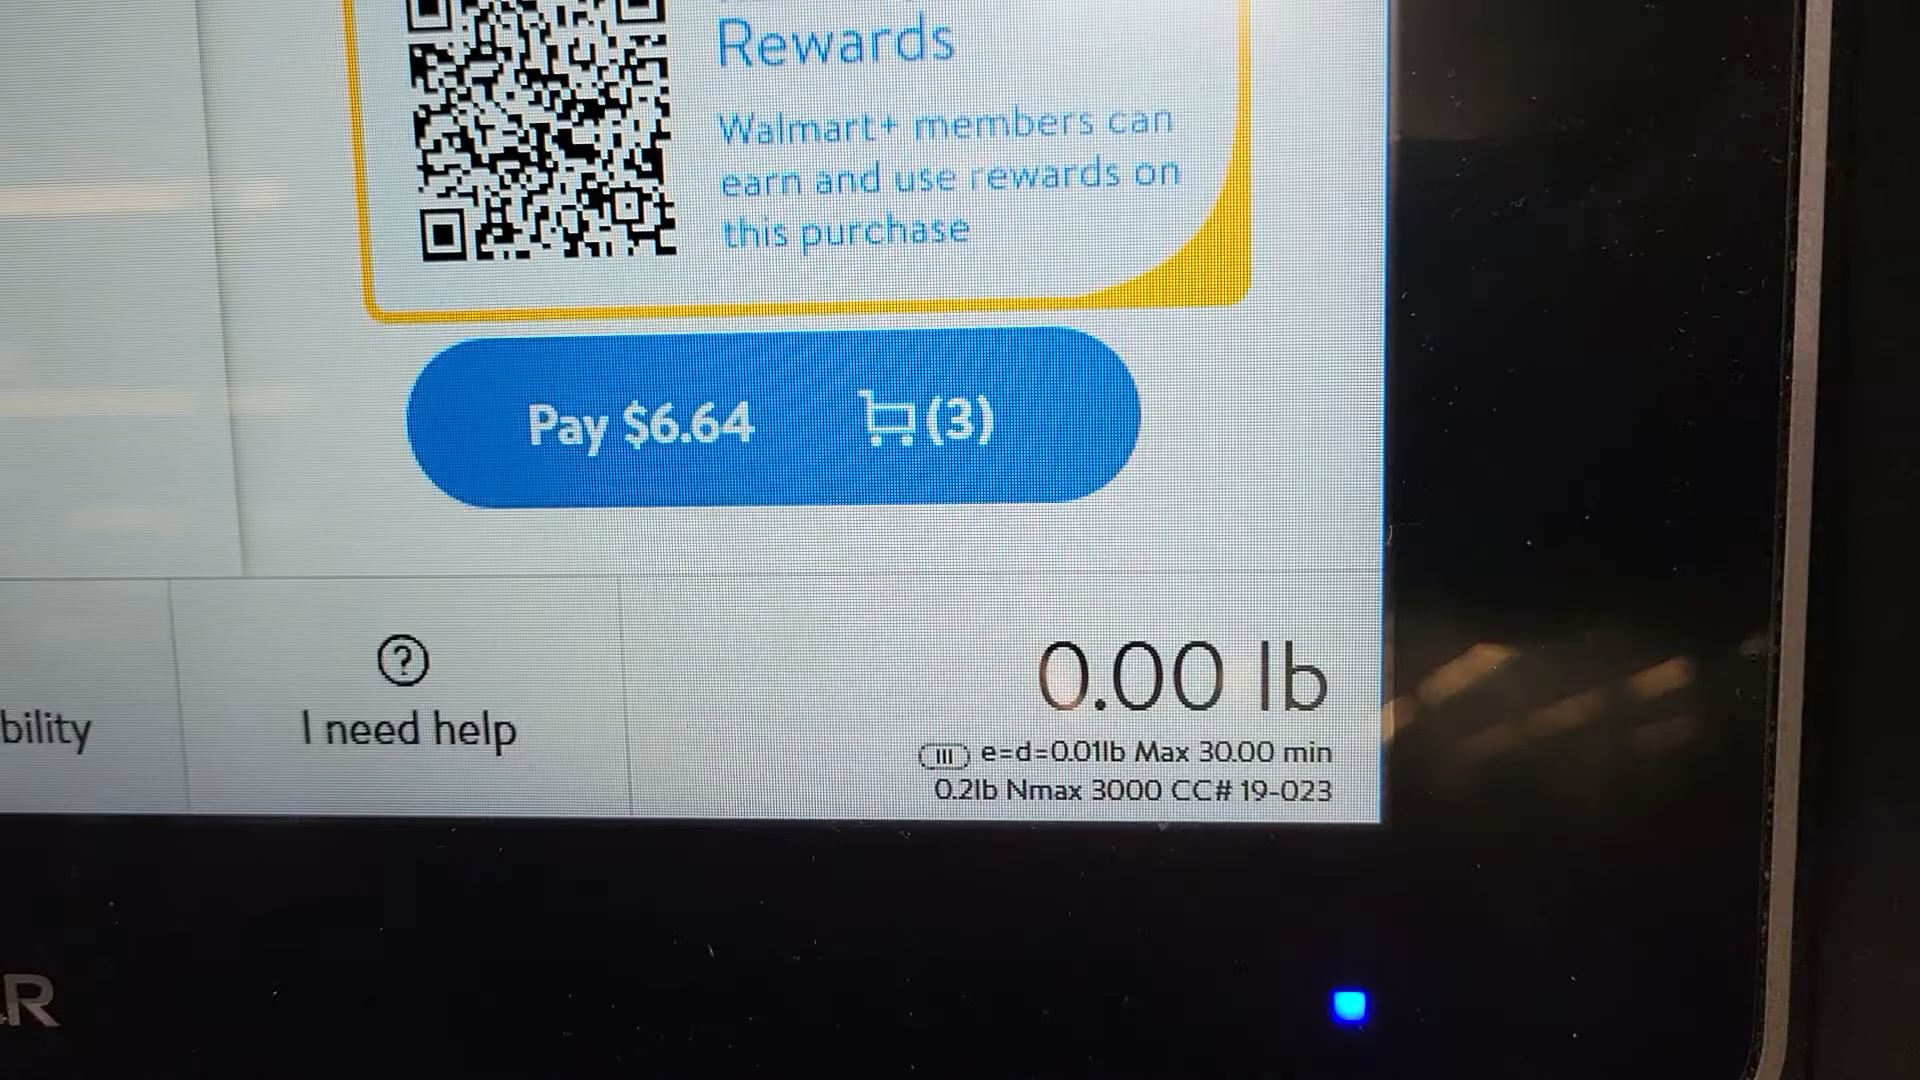 Rewards
Walmart+ members can
earn and use rewards on
this purchase
Pay $6.64 (3)
bility
I need help
0.00 lb
III e=d=0.01lb Max 30.00 min
0.2lb Nmax 3000 CC# 19-023
R